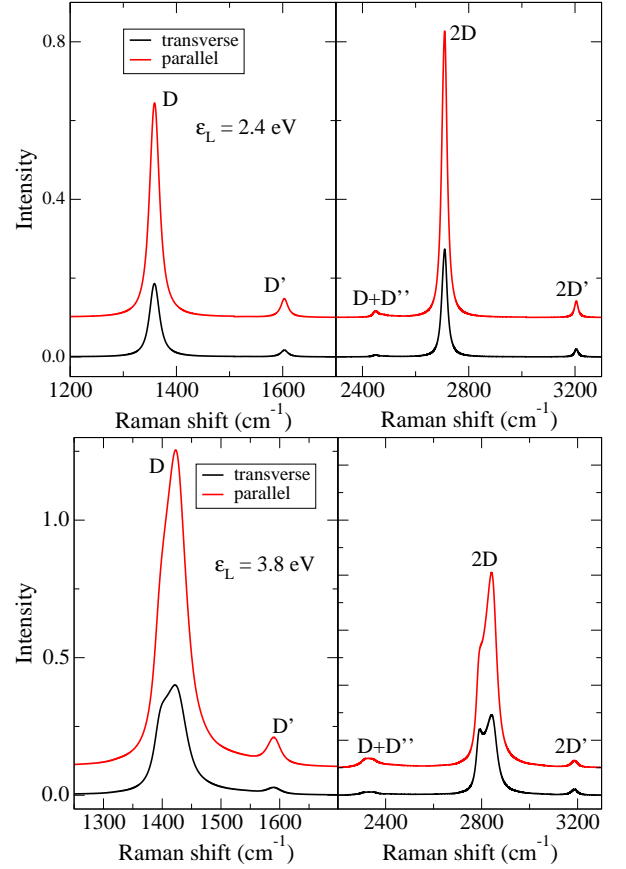 0.8
0.4
0.0
Intensity
transverse
parallel
D
ε_L = 2.4 eV
D'
2D
D+D''
2D'
1200 1400 1600 2400 2800 3200
Raman shift (cm⁻¹) Raman shift (cm⁻¹)
1.0
0.5
0.0
Intensity
D
transverse
parallel
ε_L = 3.8 eV
D'
2D
D+D''
2D'
1300 1400 1500 1600 2400 2800 3200
Raman shift (cm⁻¹) Raman shift (cm⁻¹)